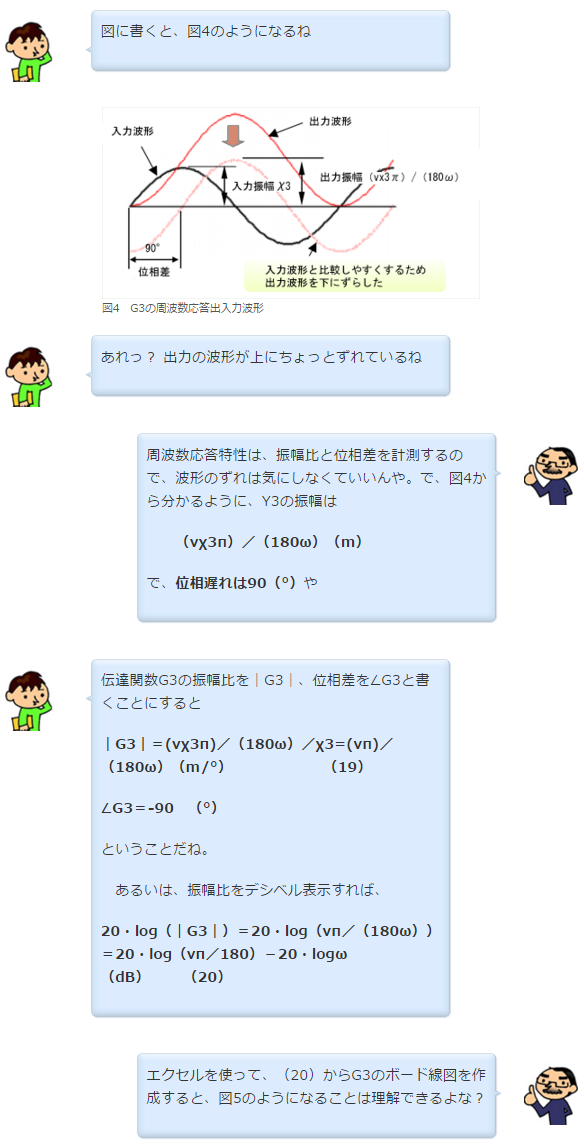 図に書くと、図4のようになるね
出力波形
入力波形
入力振幅 χ3
出力振幅（vx3π）/（180ω）
90°
位相差
入力波形と比較しやすくするため
出力波形を下にずらした
図4　G3の周波数応答出入力波形
あれっ？ 出力の波形が上にちょっとずれているね
周波数応答特性は、振幅比と位相差を計測するの
で、波形のずれは気にしなくていいんや。で、図4か
ら分かるように、Y3の振幅は
（vχ3π）／（180ω）（m）
で、位相遅れは90（°）や
伝達関数G3の振幅比を｜G3｜、位相差を∠G3と書
くことにすると
｜G3｜＝(vχ3π)／（180ω）／χ3=(vπ)／
（180ω）（m/°）　　　　　　　（19）
∠G3＝-90　（°）
ということだね。
あるいは、振幅比をデシベル表示すれば、
20・log（｜G3｜）＝20・log（vπ／（180ω））
＝20・log（vπ／180）－20・logω
（dB）　　　（20）
エクセルを使って、（20）からG3のボード線図を作
成すると、図5のようになることは理解できるよな？